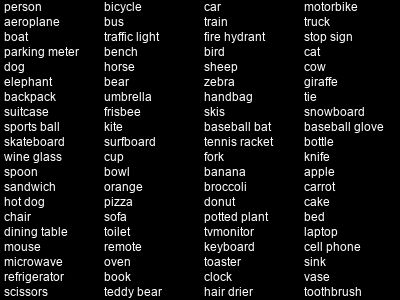 person bicycle car motorbike
aeroplane bus train truck
boat traffic light fire hydrant stop sign
parking meter bench bird cat
dog horse sheep cow
elephant bear zebra giraffe
backpack umbrella handbag tie
suitcase frisbee skis snowboard
sports ball kite baseball bat baseball glove
skateboard surfboard tennis racket bottle
wine glass cup fork knife
spoon bowl banana apple
sandwich orange broccoli carrot
hot dog pizza donut cake
chair sofa potted plant bed
dining table toilet tvmonitor laptop
mouse remote keyboard cell phone
microwave oven toaster sink
refrigerator book clock vase
scissors teddy bear hair drier toothbrush